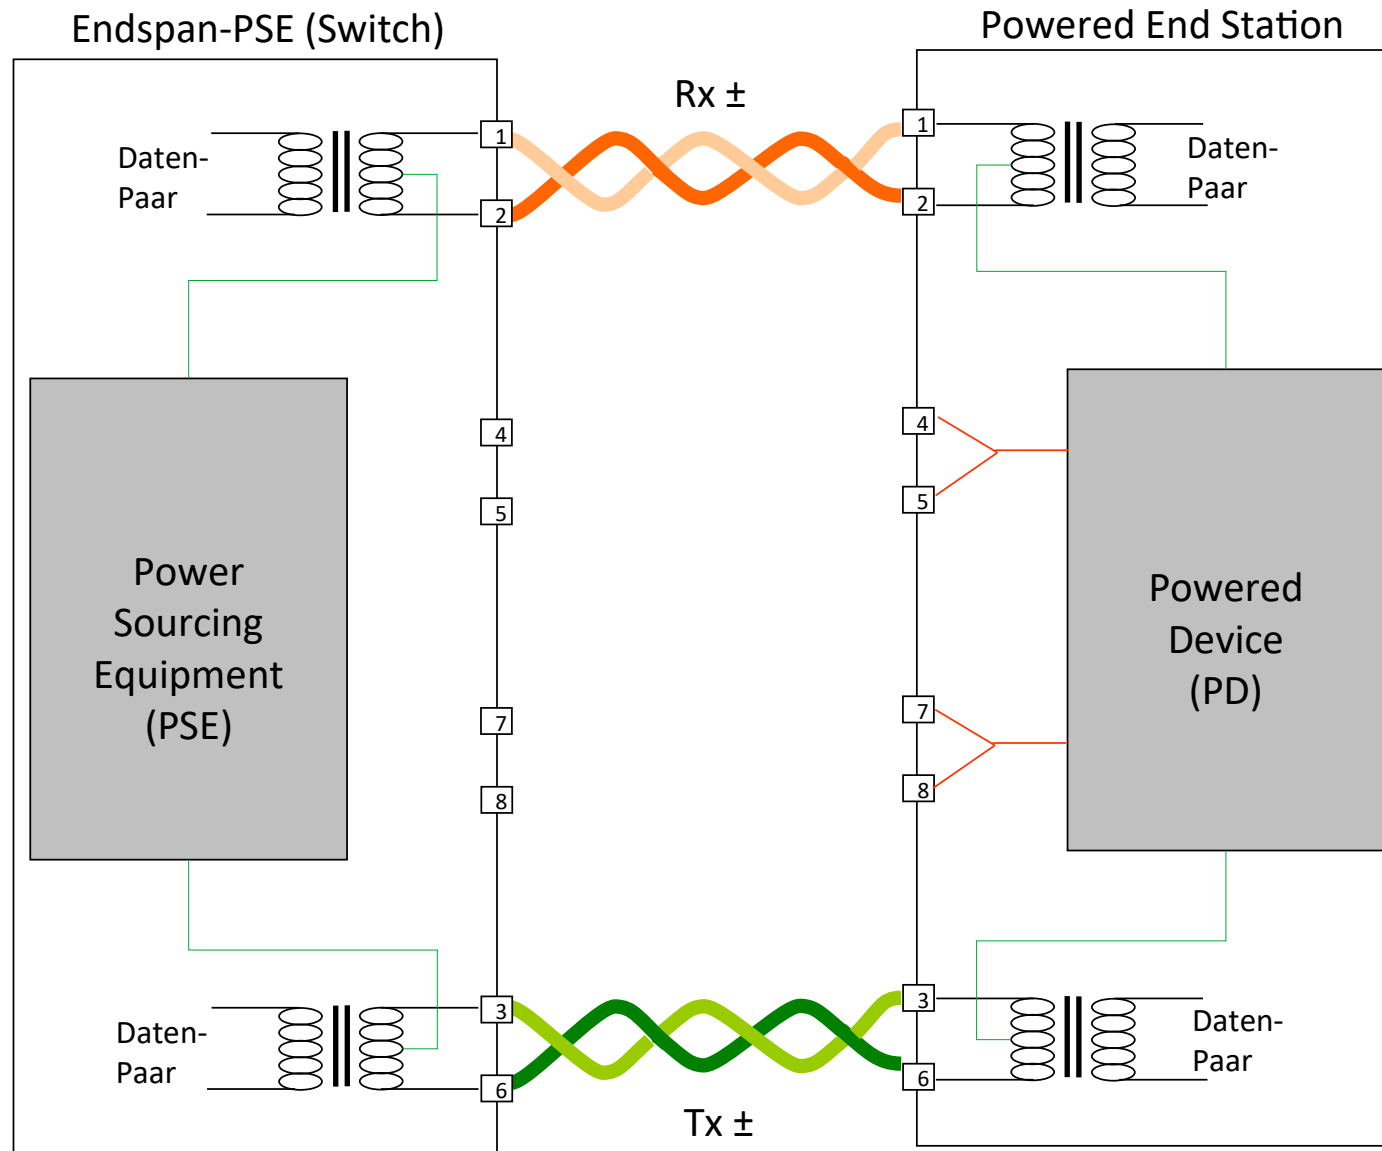 Endspan-PSE (Switch)
Powered End Station
Rx ±
1
2
Daten-
Paar
1
2
Daten-
Paar
4
5
4
5
Power
Sourcing
Equipment
(PSE)
Powered
Device
(PD)
7
8
7
8
3
6
Daten-
Paar
3
6
Daten-
Paar
Tx ±